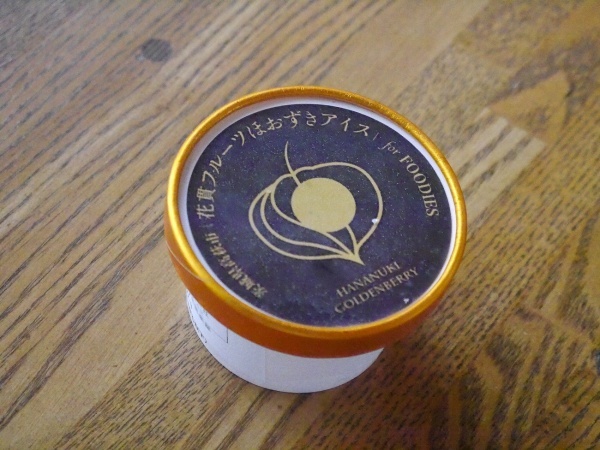 茨城県高萩市
花貫フルーツほおずきアイス
for FOODIES
HANANUKI
GOLDENBERRY